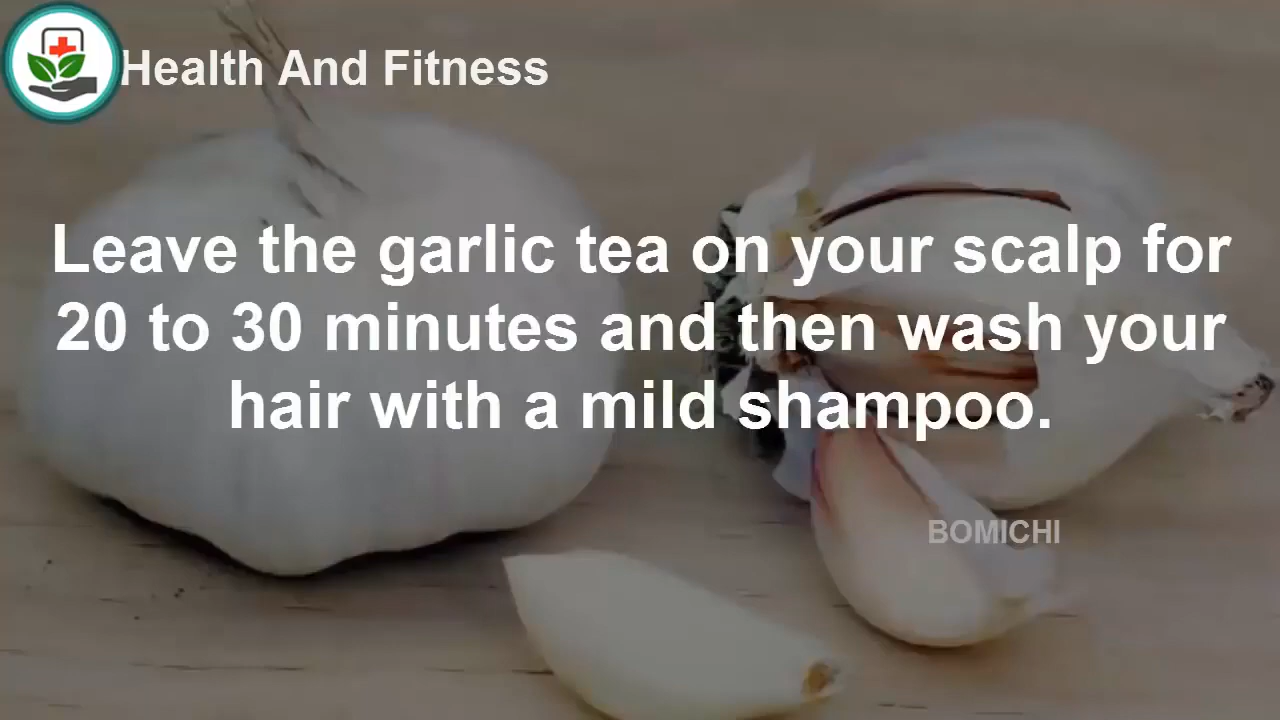 Health And Fitness
Leave the garlic tea on your scalp for
20 to 30 minutes and then wash your
hair with a mild shampoo.
BOMICHI